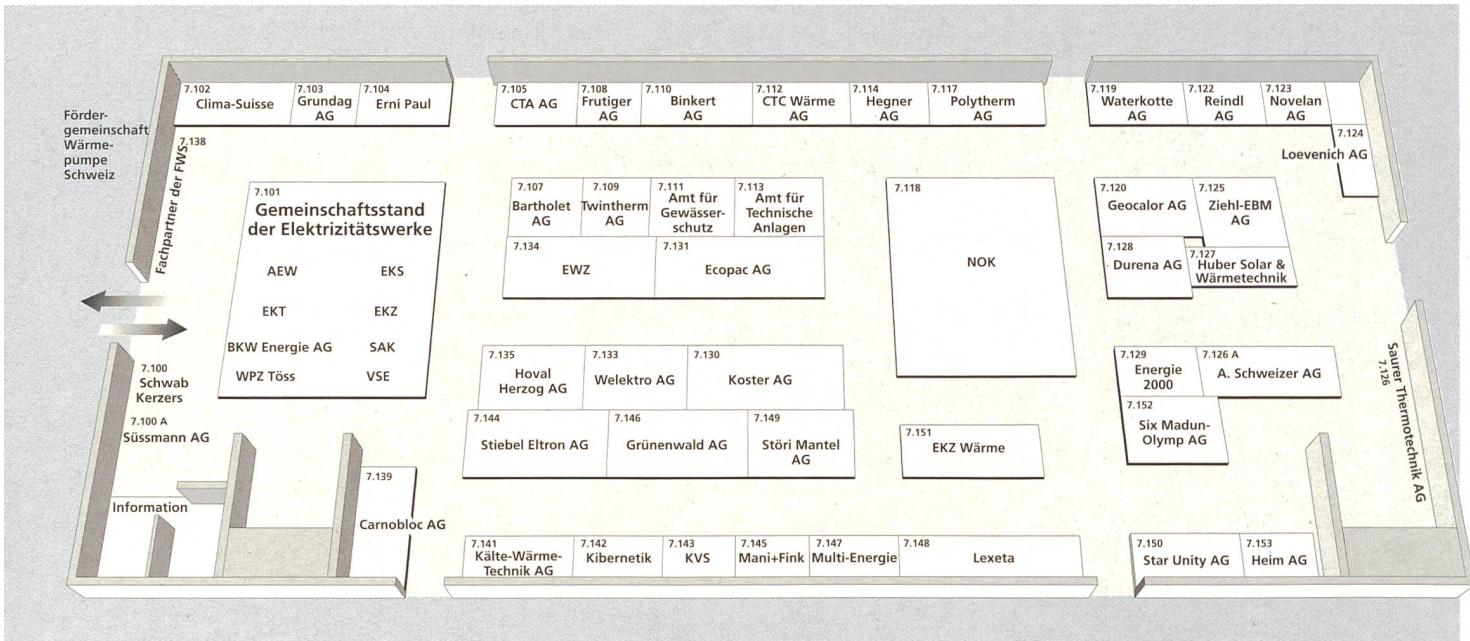 Förder-
gemeinschaft
Wärme-
pumpe
Schweiz
7.138
Fachpartner der FWS
7.102
Clima-Suisse
7.103
Grundag
AG
7.104
Erni Paul
7.105
CTA AG
7.108
Frutiger
AG
7.110
Binkert
AG
7.112
CTC Wärme
AG
7.114
Hegner
AG
7.117
Polytherm
AG
7.119
Waterkotte
AG
7.122
Reindl
AG
7.123
Novelan
AG
7.124
Loevenich AG
7.101
Gemeinschaftsstand
der Elektrizitätswerke
AEW EKS
EKT EKZ
BKW Energie AG SAK
WPZ Töss VSE
7.107
Bartholet
AG
7.109
Twintherm
AG
7.111
Amt für
Gewässer-
schutz
7.113
Amt für
Technische
Anlagen
7.134
EWZ
7.131
Ecopac AG
7.118
NOK
7.120
Geocalor AG
7.125
Ziehl-EBM
AG
7.128
Durena AG
7.127
Huber Solar &
Wärmetechnik
7.100
Schwab
Kerzers
7.100 A
Süssmann AG
7.135
Hoval
Herzog AG
7.133
Welektro AG
7.130
Koster AG
7.144
Stiebel Eltron AG
7.146
Grünenwald AG
7.149
Störi Mantel
AG
7.151
EKZ Wärme
7.129
Energie
2000
7.126 A
A. Schweizer AG
7.152
Six Madun-
Olymp AG
Saurer Thermotechnik AG
7.126
Information
7.139
Carnobloc AG
7.141
Kälte-Wärme-
Technik AG
7.142
Kibernetik
7.143
KVS
7.145
Mani+Fink
7.147
Multi-Energie
7.148
Lexeta
7.150
Star Unity AG
7.153
Heim AG